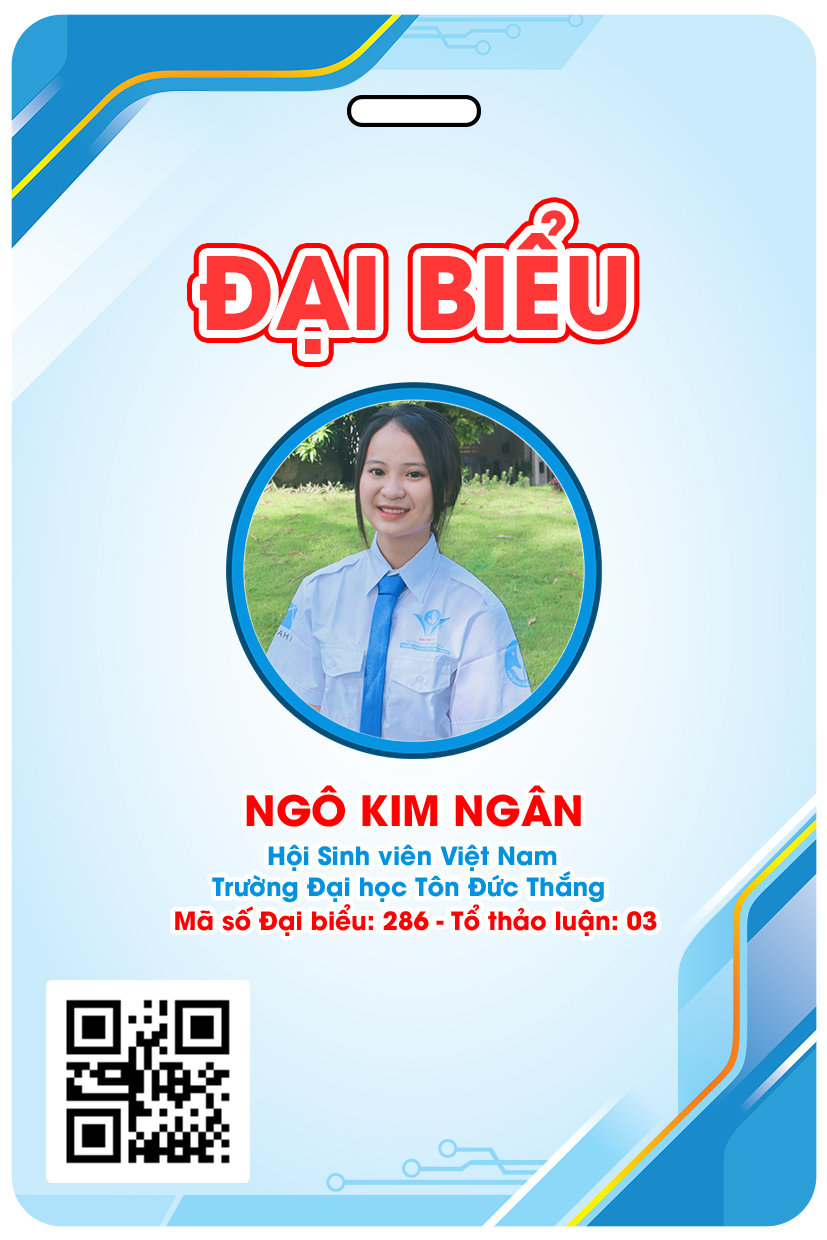 ĐẠI BIỂU
NGÔ KIM NGÂN
Hội Sinh viên Việt Nam
Trường Đại học Tôn Đức Thắng
Mã số Đại biểu: 286 - Tổ thảo luận: 03